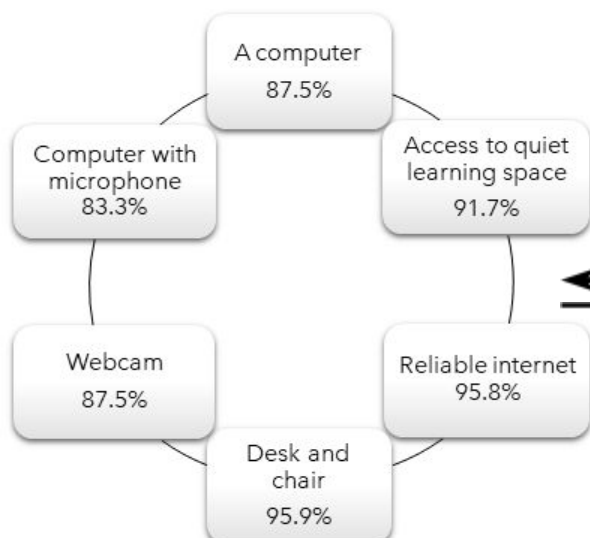 A computer
87.5%
Access to quiet
learning space
91.7%
Reliable internet
95.8%
Desk and
chair
95.9%
Webcam
87.5%
Computer with
microphone
83.3%